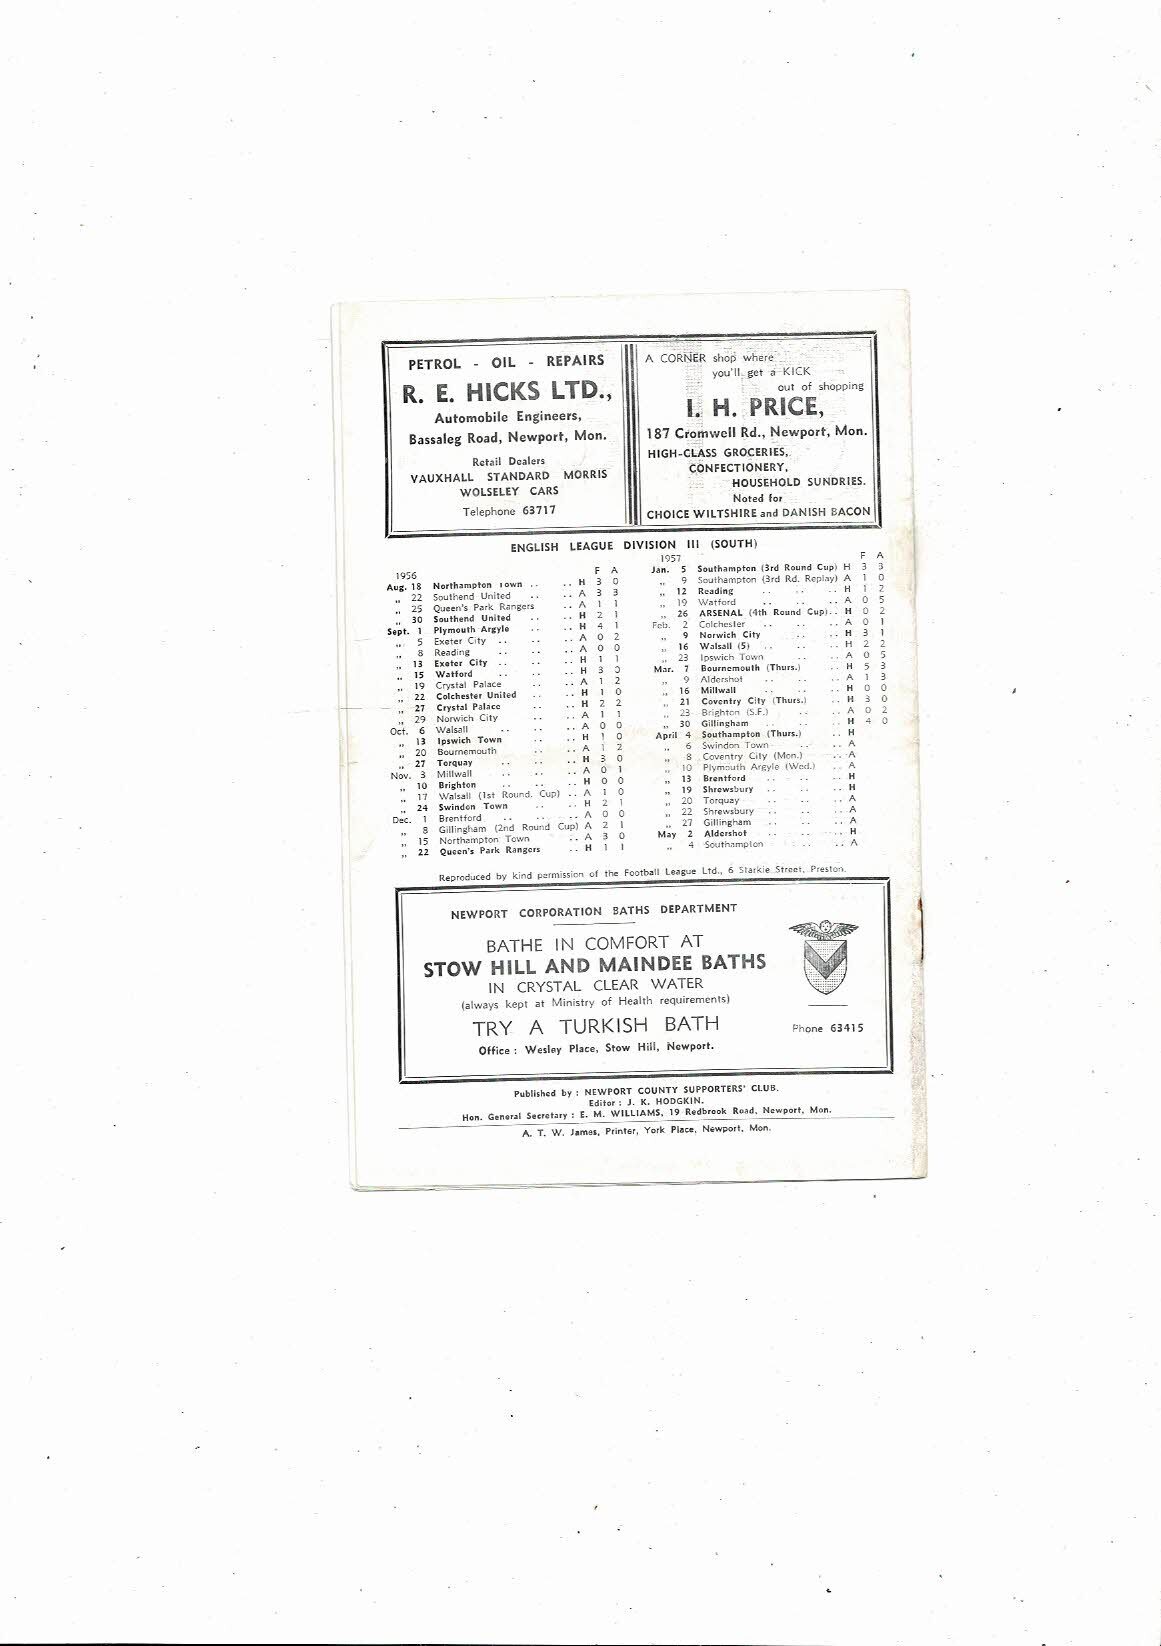 PETROL - OIL - REPAIRS
R. E. HICKS LTD.,
Automobile Engineers,
Bassaleg Road, Newport, Mon.
Retail Dealers
VAUXHALL STANDARD MORRIS
WOLSELEY CARS
Telephone 63717
A CORNER shop where
you'll get a KICK
out of shopping
I. H. PRICE,
187 Cromwell Rd., Newport, Mon.
HIGH-CLASS GROCERIES,
CONFECTIONERY,
HOUSEHOLD SUNDRIES.
Noted for
CHOICE WILTSHIRE and DANISH BACON
ENGLISH LEAGUE DIVISION III (SOUTH)
1956 F A
Aug. 18 Northampton Town .. .. H 3 0
,, 22 Southend United .. .. A 3 3
,, 25 Queen's Park Rangers .. A 1 1
,, 30 Southend United .. .. H 2 1
Sept. 1 Plymouth Argyle .. .. H 4 1
,, 5 Exeter City .. .. .. A 0 2
,, 8 Reading .. .. .. A 0 0
,, 13 Exeter City .. .. .. H 1 1
,, 15 Watford .. .. .. H 3 0
,, 19 Crystal Palace .. .. A 1 2
,, 22 Colchester United .. .. H 1 0
,, 27 Crystal Palace .. .. H 2 2
,, 29 Norwich City .. .. A 1 1
Oct. 6 Walsall .. .. .. A 0 0
,, 13 Ipswich Town .. .. H 1 0
,, 20 Bournemouth .. .. A 1 2
,, 27 Torquay .. .. .. H 3 0
Nov. 3 Millwall .. .. .. A 0 1
,, 10 Brighton .. .. .. H 0 0
,, 17 Walsall (1st Round. Cup) .. A 1 0
,, 24 Swindon Town .. .. H 2 1
Dec. 1 Brentford .. .. .. A 0 0
,, 8 Gillingham (2nd Round Cup) A 2 1
,, 15 Northampton Town .. A 3 0
,, 22 Queen's Park Rangers .. H 1 1
1957 F A
Jan. 5 Southampton (3rd Round Cup) H 3 3
,, 9 Southampton (3rd Rd. Replay) A 1 0
,, 12 Reading .. .. .. H 1 2
,, 19 Watford .. .. .. A 0 5
,, 26 ARSENAL (4th Round Cup).. H 0 2
Feb. 2 Colchester .. .. .. A 0 1
,, 9 Norwich City .. .. H 3 1
,, 16 Walsall (5) .. .. .. H 2 2
,, 23 Ipswich Town .. .. A 0 5
Mar. 7 Bournemouth (Thurs.) .. H 5 3
,, 9 Aldershot .. .. .. A 1 3
,, 16 Millwall .. .. .. H 0 0
,, 21 Coventry City (Thurs.) .. H 3 0
,, 23 Brighton (S.F.) .. .. A 0 2
,, 30 Gillingham .. .. .. H 4 0
April 4 Southampton (Thurs.) .. H
,, 6 Swindon Town .. .. A
,, 8 Coventry City (Mon.) .. A
,, 10 Plymouth Argyle (Wed.) .. A
,, 13 Brentford .. .. .. H
,, 19 Shrewsbury .. .. .. H
,, 20 Torquay .. .. .. A
,, 22 Shrewsbury .. .. .. A
,, 27 Gillingham .. .. .. A
May 2 Aldershot .. .. .. H
,, 4 Southampton .. .. A
Reproduced by kind permission of the Football League Ltd., 6 Starkie Street, Preston.
NEWPORT CORPORATION BATHS DEPARTMENT
BATHE IN COMFORT AT
STOW HILL AND MAINDEE BATHS
IN CRYSTAL CLEAR WATER
(always kept at Ministry of Health requirements)
TRY A TURKISH BATH
Phone 63415
Office : Wesley Place, Stow Hill, Newport.
Published by : NEWPORT COUNTY SUPPORTERS' CLUB.
Editor : J. K. HODGKIN.
Hon. General Secretary : E. M. WILLIAMS, 19 Redbrook Road, Newport, Mon.
A. T. W. James, Printer, York Place, Newport, Mon.